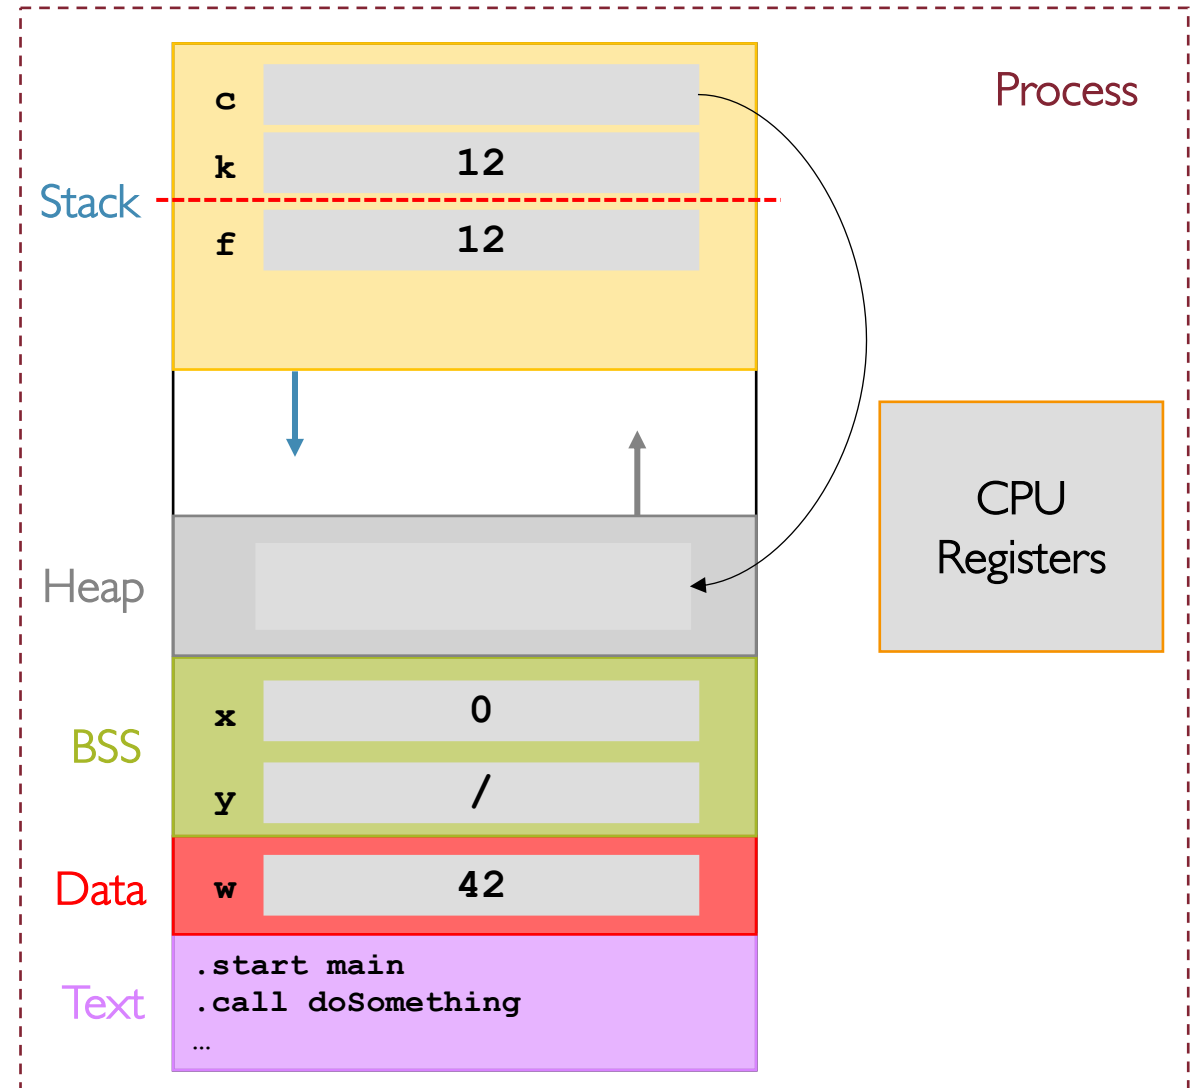 Process
c
k 12
Stack
f 12
CPU
Registers
Heap
x 0
BSS
y /
Data w 42
.start main
.call doSomething
Text
…